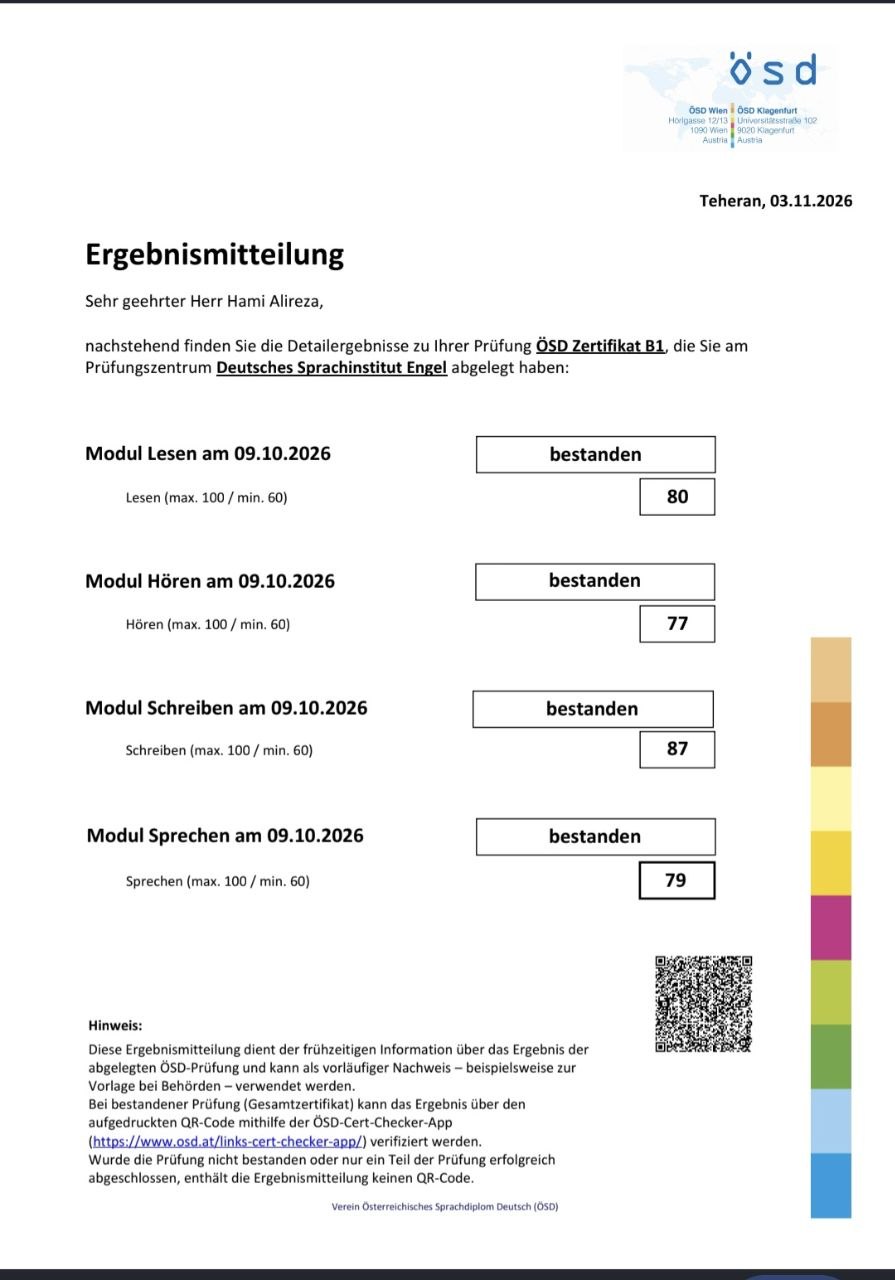 ösd
ÖSD Wien ÖSD Klagenfurt
Hörlgasse 12/13 Universitätsstraße 102
1090 Wien 9020 Klagenfurt
Austria Austria
Teheran, 03.11.2026
Ergebnismitteilung
Sehr geehrter Herr Hami Alireza,
nachstehend finden Sie die Detailergebnisse zu Ihrer Prüfung ÖSD Zertifikat B1, die Sie am
Prüfungszentrum Deutsches Sprachinstitut Engel abgelegt haben:
Modul Lesen am 09.10.2026 bestanden
Lesen (max. 100 / min. 60) 80
Modul Hören am 09.10.2026 bestanden
Hören (max. 100 / min. 60) 77
Modul Schreiben am 09.10.2026 bestanden
Schreiben (max. 100 / min. 60) 87
Modul Sprechen am 09.10.2026 bestanden
Sprechen (max. 100 / min. 60) 79
Hinweis:
Diese Ergebnismitteilung dient der frühzeitigen Information über das Ergebnis der
abgelegten ÖSD-Prüfung und kann als vorläufiger Nachweis – beispielsweise zur
Vorlage bei Behörden – verwendet werden.
Bei bestandener Prüfung (Gesamtzertifikat) kann das Ergebnis über den
aufgedruckten QR-Code mithilfe der ÖSD-Cert-Checker-App
(https://www.osd.at/links-cert-checker-app/) verifiziert werden.
Wurde die Prüfung nicht bestanden oder nur ein Teil der Prüfung erfolgreich
abgeschlossen, enthält die Ergebnismitteilung keinen QR-Code.
Verein Österreichisches Sprachdiplom Deutsch (ÖSD)